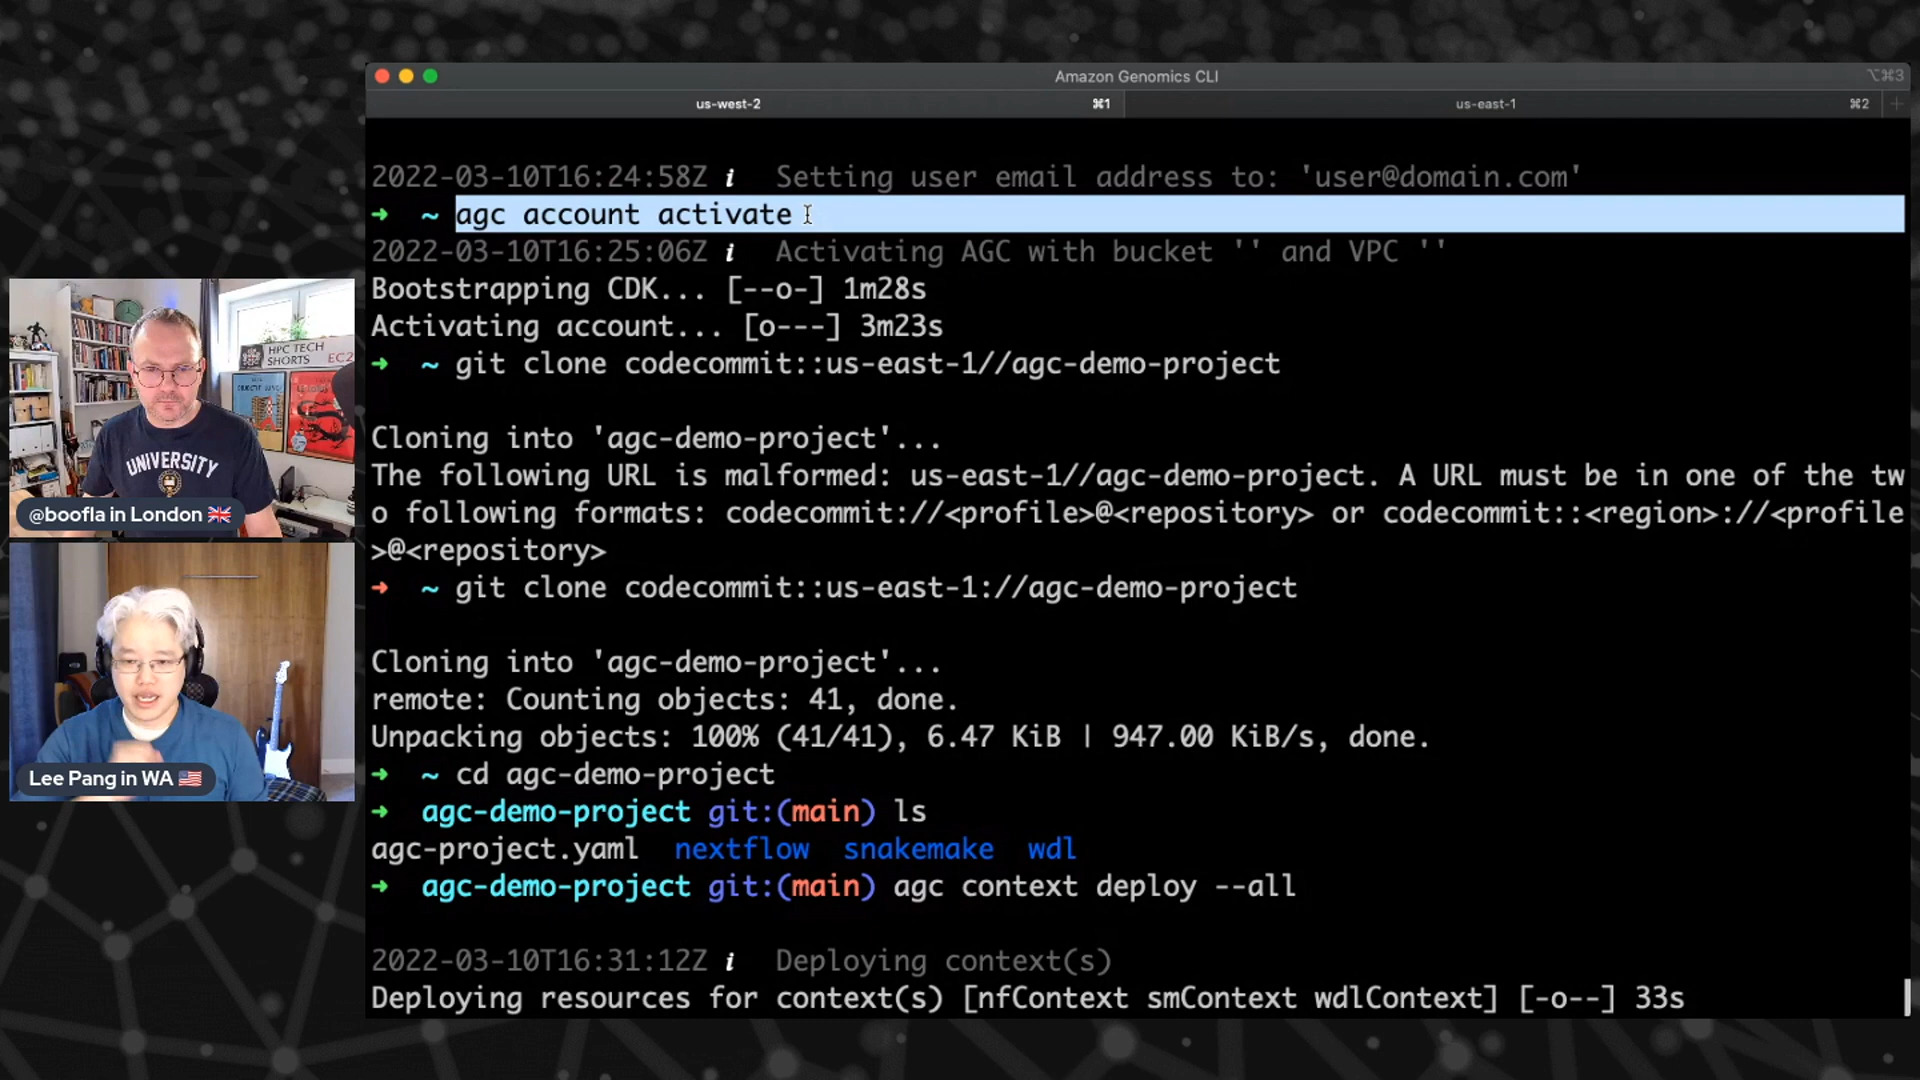 Amazon Genomics CLI
⌥⌘3
us-west-2 ⌘1
us-east-1 ⌘2 +
2022-03-10T16:24:58Z i Setting user email address to: 'user@domain.com'
➜ ~ agc account activate
2022-03-10T16:25:06Z i Activating AGC with bucket '' and VPC ''
Bootstrapping CDK... [--o-] 1m28s
Activating account... [o---] 3m23s
➜ ~ git clone codecommit::us-east-1//agc-demo-project
Cloning into 'agc-demo-project'...
The following URL is malformed: us-east-1//agc-demo-project. A URL must be in one of the tw
o following formats: codecommit://<profile>@<repository> or codecommit::<region>://<profile
>@<repository>
➜ ~ git clone codecommit::us-east-1://agc-demo-project
Cloning into 'agc-demo-project'...
remote: Counting objects: 41, done.
Unpacking objects: 100% (41/41), 6.47 KiB | 947.00 KiB/s, done.
➜ ~ cd agc-demo-project
➜ agc-demo-project git:(main) ls
agc-project.yaml nextflow snakemake wdl
➜ agc-demo-project git:(main) agc context deploy --all
2022-03-10T16:31:12Z i Deploying context(s)
Deploying resources for context(s) [nfContext smContext wdlContext] [-o--] 33s
HPC TECH
SHORTS
EC2
UNIVERSITY
@boofla in London 🇬🇧
Lee Pang in WA 🇺🇸